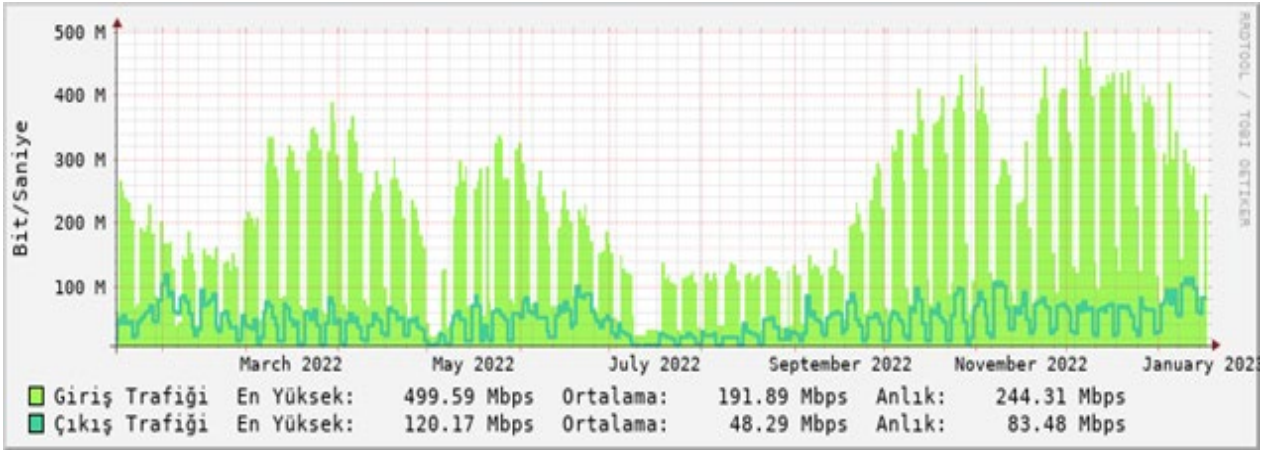 500 M
400 M
300 M
200 M
100 M
Bit/Saniye
RRDTOOL / TOBI OETIKER
March 2022 May 2022 July 2022 September 2022 November 2022 January 2023
Giriş Trafiği En Yüksek: 499.59 Mbps Ortalama: 191.89 Mbps Anlık: 244.31 Mbps
Çıkış Trafiği En Yüksek: 120.17 Mbps Ortalama: 48.29 Mbps Anlık: 83.48 Mbps